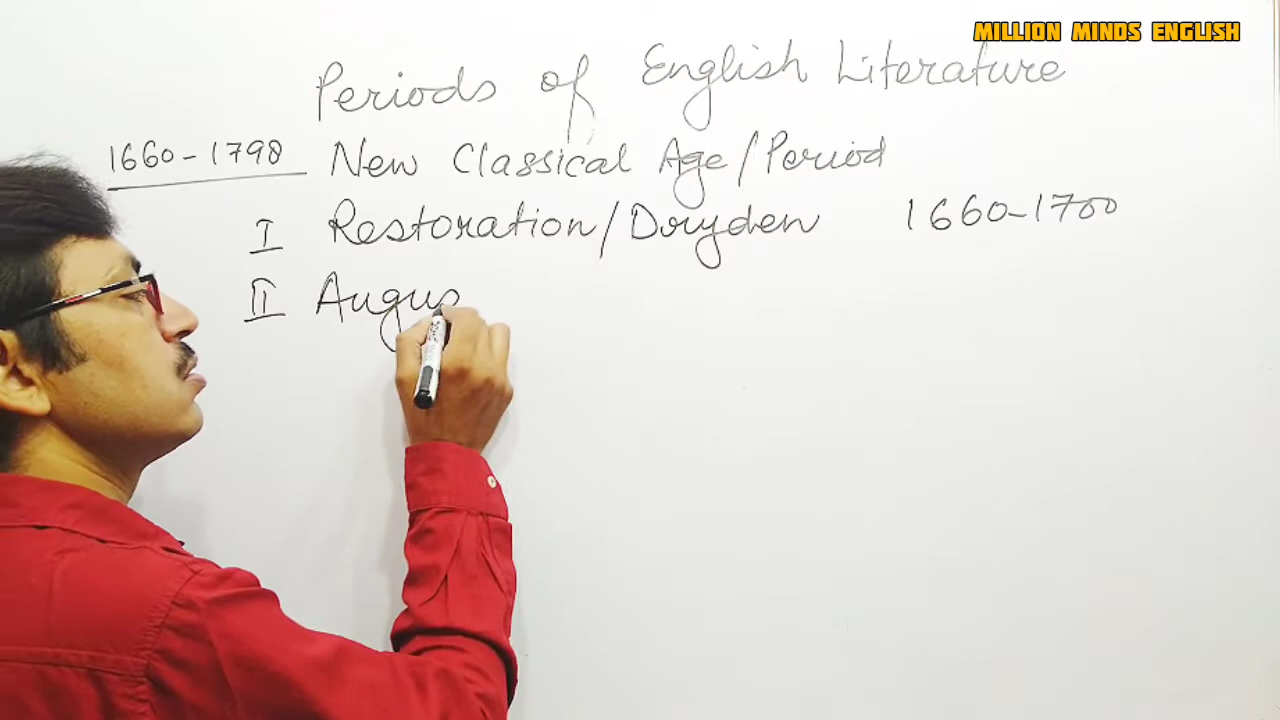 MILLION MINDS ENGLISH
Periods of English Literature
1660-1798 New Classical Age/Period
I Restoration/Dryden 1660-1700
II Augus